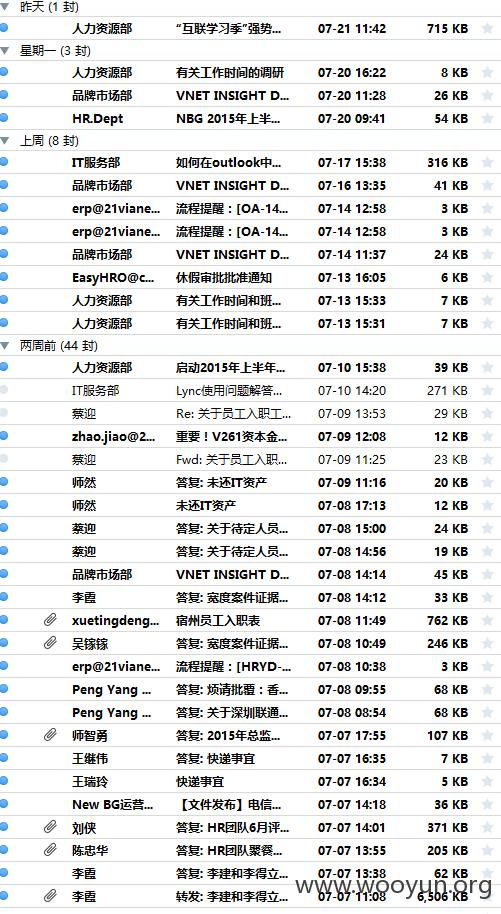 昨天 (1 封)
人力资源部 “互联学习季”强势... 07-21 11:42 715 KB
星期一 (3 封)
人力资源部 有关工作时间的调研 07-20 16:22 8 KB
品牌市场部 VNET INSIGHT D... 07-20 11:28 26 KB
HR.Dept NBG 2015年上半... 07-20 09:41 54 KB
上周 (8 封)
IT服务部 如何在outlook中... 07-17 15:38 316 KB
品牌市场部 VNET INSIGHT D... 07-16 13:35 41 KB
erp@21viane... 流程提醒：[OA-14... 07-14 12:58 3 KB
erp@21viane... 流程提醒：[OA-14... 07-14 12:58 3 KB
品牌市场部 VNET INSIGHT D... 07-14 11:37 24 KB
EasyHRO@c... 休假审批批准通知 07-13 16:05 6 KB
人力资源部 有关工作时间和班... 07-13 15:33 7 KB
人力资源部 有关工作时间和班... 07-13 15:31 7 KB
两周前 (44 封)
人力资源部 启动2015年上半年... 07-10 15:38 39 KB
IT服务部 Lync使用问题解答... 07-10 14:20 271 KB
蔡迎 Re: 关于员工入职工... 07-09 13:53 29 KB
zhao.jiao@2... 重要！V261资本金... 07-09 12:08 12 KB
蔡迎 Fwd: 关于员工入职... 07-09 11:25 23 KB
师然 答复: 未还IT资产 07-09 11:16 20 KB
师然 未还IT资产 07-08 17:13 12 KB
蔡迎 答复: 关于待定人员... 07-08 15:00 24 KB
蔡迎 答复: 关于待定人员... 07-08 14:56 19 KB
品牌市场部 VNET INSIGHT D... 07-08 14:14 45 KB
李霞 答复: 宽度案件证据... 07-08 14:12 33 KB
xuetingdeng... 宿州员工入职表 07-08 11:49 762 KB
吴镓镓 答复: 宽度案件证据... 07-08 10:49 246 KB
erp@21viane... 流程提醒：[HRYD-... 07-08 10:38 3 KB
Peng Yang ... 答复: 烦请批覆：香... 07-08 09:55 68 KB
Peng Yang ... 答复: 关于深圳联通... 07-08 08:54 68 KB
师智勇 答复: 2015年总监... 07-07 17:55 107 KB
王继伟 答复: 快递事宜 07-07 16:35 7 KB
王瑞玲 快递事宜 07-07 16:34 5 KB
New BG运营... 【文件发布】电信... 07-07 14:18 36 KB
刘侠 答复: HR团队6月评... 07-07 14:01 371 KB
陈忠华 答复: HR团队聚餐... 07-07 13:55 205 KB
李霞 答复: 李建和李得立... 07-07 13:38 62 KB
李霞 转发: 李建和李得立... 07-07 11:08 6,506 KB
www.wooyun.org